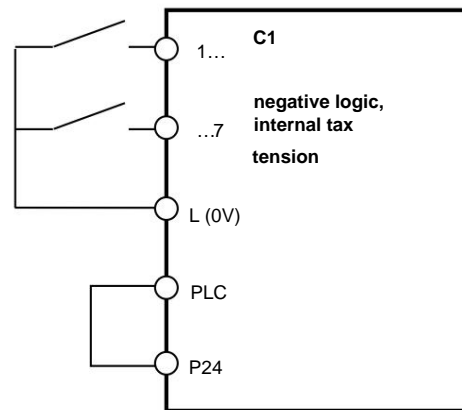 1...
C1
...7
negative logic,
internal tax
tension
L (0V)
PLC
P24